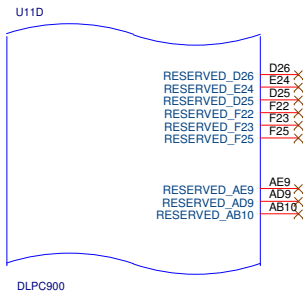 U11D
RESERVED_D26 D26
RESERVED_E24 E24
RESERVED_D25 D25
RESERVED_F22 F22
RESERVED_F23 F23
RESERVED_F25 F25
RESERVED_AE9 AE9
RESERVED_AD9 AD9
RESERVED_AB10 AB10
DLPC900